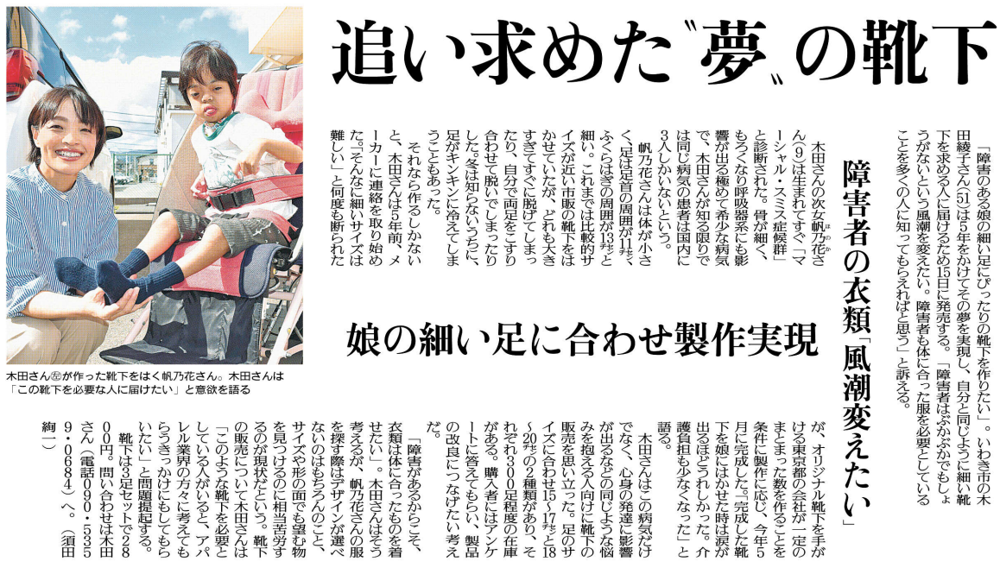 追い求めた〝夢〟の靴下
障害者の衣類「風潮変えたい」
娘の細い足に合わせ製作実現
「障害のある娘の細い足にぴったりの靴下を作りたい」。いわき市の木
田綾子さん(51)は5年をかけてその夢を実現し、自分と同じように細い靴
下を求める人に届けるため15日に発売する。「障害者はぶかぶかでもしょ
うがないという風潮を変えたい。障害者も体に合った服を必要としている
ことを多くの人に知ってもらえればと思う」と訴える。
木田さんの次女帆乃花さ
ん(9)は生まれてすぐ「マ
ーシャル・スミス症候群」
と診断された。骨が細く、
もろくなり呼吸器系にも影
響が出る極めて希少な病気
で、木田さんが知る限りで
は同じ病気の患者は国内に
3人しかいないという。
帆乃花さんは体が小さ
く、足は足首の周囲が11㌢、
ふくらはぎの周囲が13㌢と
細い。これまでは比較的サ
イズが近い市販の靴下をは
かせていたが、どれも大き
すぎてすぐに脱げてしまっ
たり、自分で両足をこすり
合わせて脱いでしまったり
した。冬は知らないうちに、
足がキンキンに冷えてしま
うこともあった。
それなら作るしかない
と、木田さんは5年前、メ
ーカーに連絡を取り始め
た。「そんなに細いサイズは
難しい」と何度も断られた
が、オリジナル靴下を手が
ける東京都の会社が一定の
まとまった数を作ることを
条件に製作に応じ、今年5
月に完成した。「完成した靴
下を娘にはかせた時は涙が
出るほどうれしかった。介
護負担も少なくなった」と
語る。
木田さんはこの病気だけ
でなく、心身の発達に影響
が出るなどの同じような悩
みを抱える人向けに靴下の
販売を思い立った。足のサ
イズに合わせ15〜17㌢と18
〜20㌢の2種類があり、そ
れぞれ300足程度の在庫
がある。購入者にはアンケ
ートに答えてもらい、製品
の改良につなげたい考え
だ。
「障害があるからこそ、
衣類は体に合ったものを着
せたい」。木田さんはそう
考えるが、帆乃花さんの服
を探す際はデザインが選べ
ないのはもちろんのこと、
サイズや形の面でも望む物
を見つけるのに相当苦労す
るのが現状だという。靴下
の販売について木田さんは
「このような靴下を必要と
している人がいると、アパ
レル業界の方々に考えても
らうきっかけにもしてもら
いたい」と問題提起する。
靴下は3足セットで28
00円。問い合わせは木田
さん(電話090・5355
9・0684)へ。(須田
絢一)
木田さん㊧が作った靴下をはく帆乃花さん。木田さんは
「この靴下を必要な人に届けたい」と意欲を語る